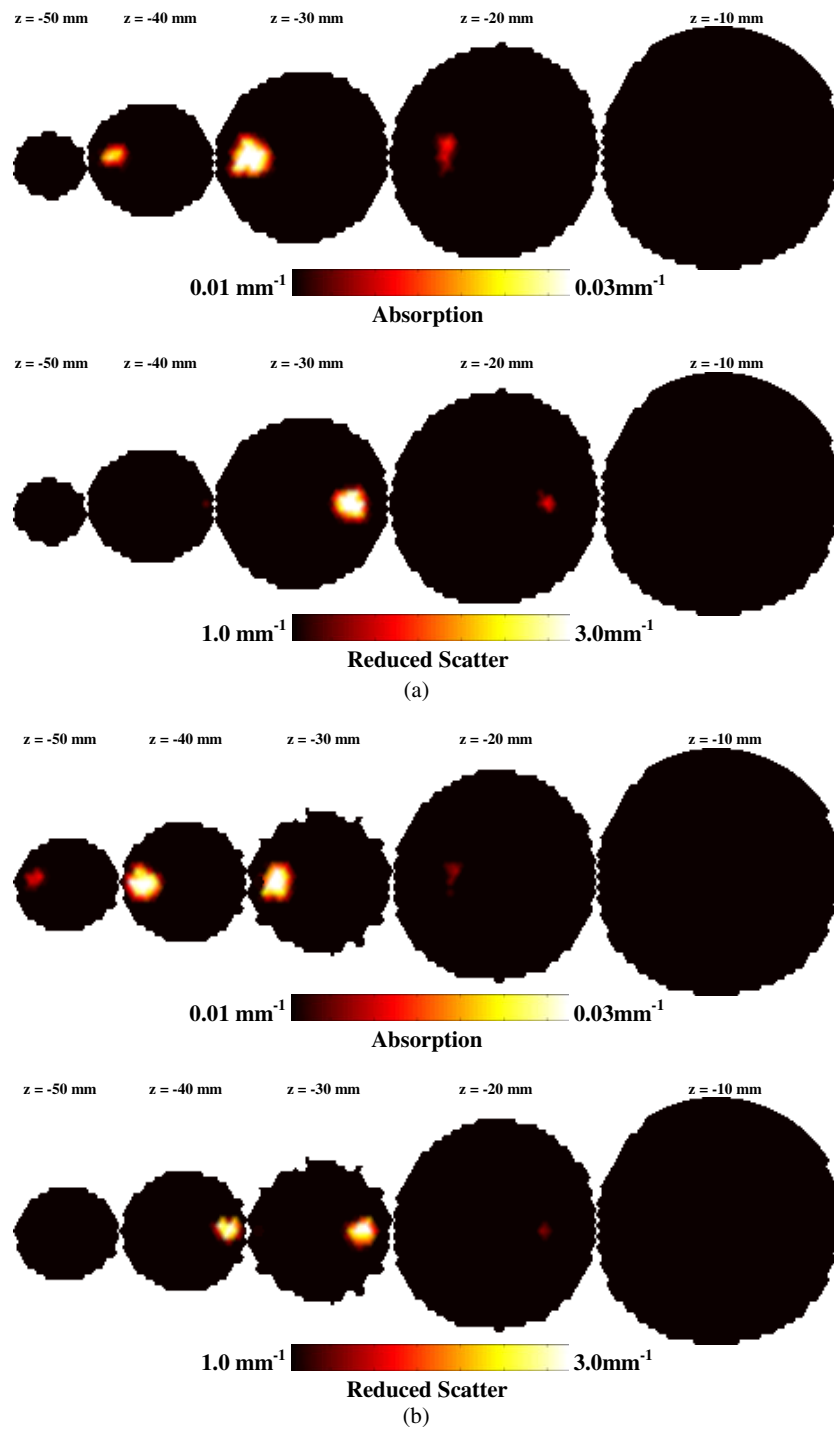 z = -50 mm z = -40 mm z = -30 mm z = -20 mm z = -10 mm
0.01 mm⁻¹ 0.03mm⁻¹
Absorption
z = -50 mm z = -40 mm z = -30 mm z = -20 mm z = -10 mm
1.0 mm⁻¹ 3.0mm⁻¹
Reduced Scatter
(a)
z = -50 mm z = -40 mm z = -30 mm z = -20 mm z = -10 mm
0.01 mm⁻¹ 0.03mm⁻¹
Absorption
z = -50 mm z = -40 mm z = -30 mm z = -20 mm z = -10 mm
1.0 mm⁻¹ 3.0mm⁻¹
Reduced Scatter
(b)